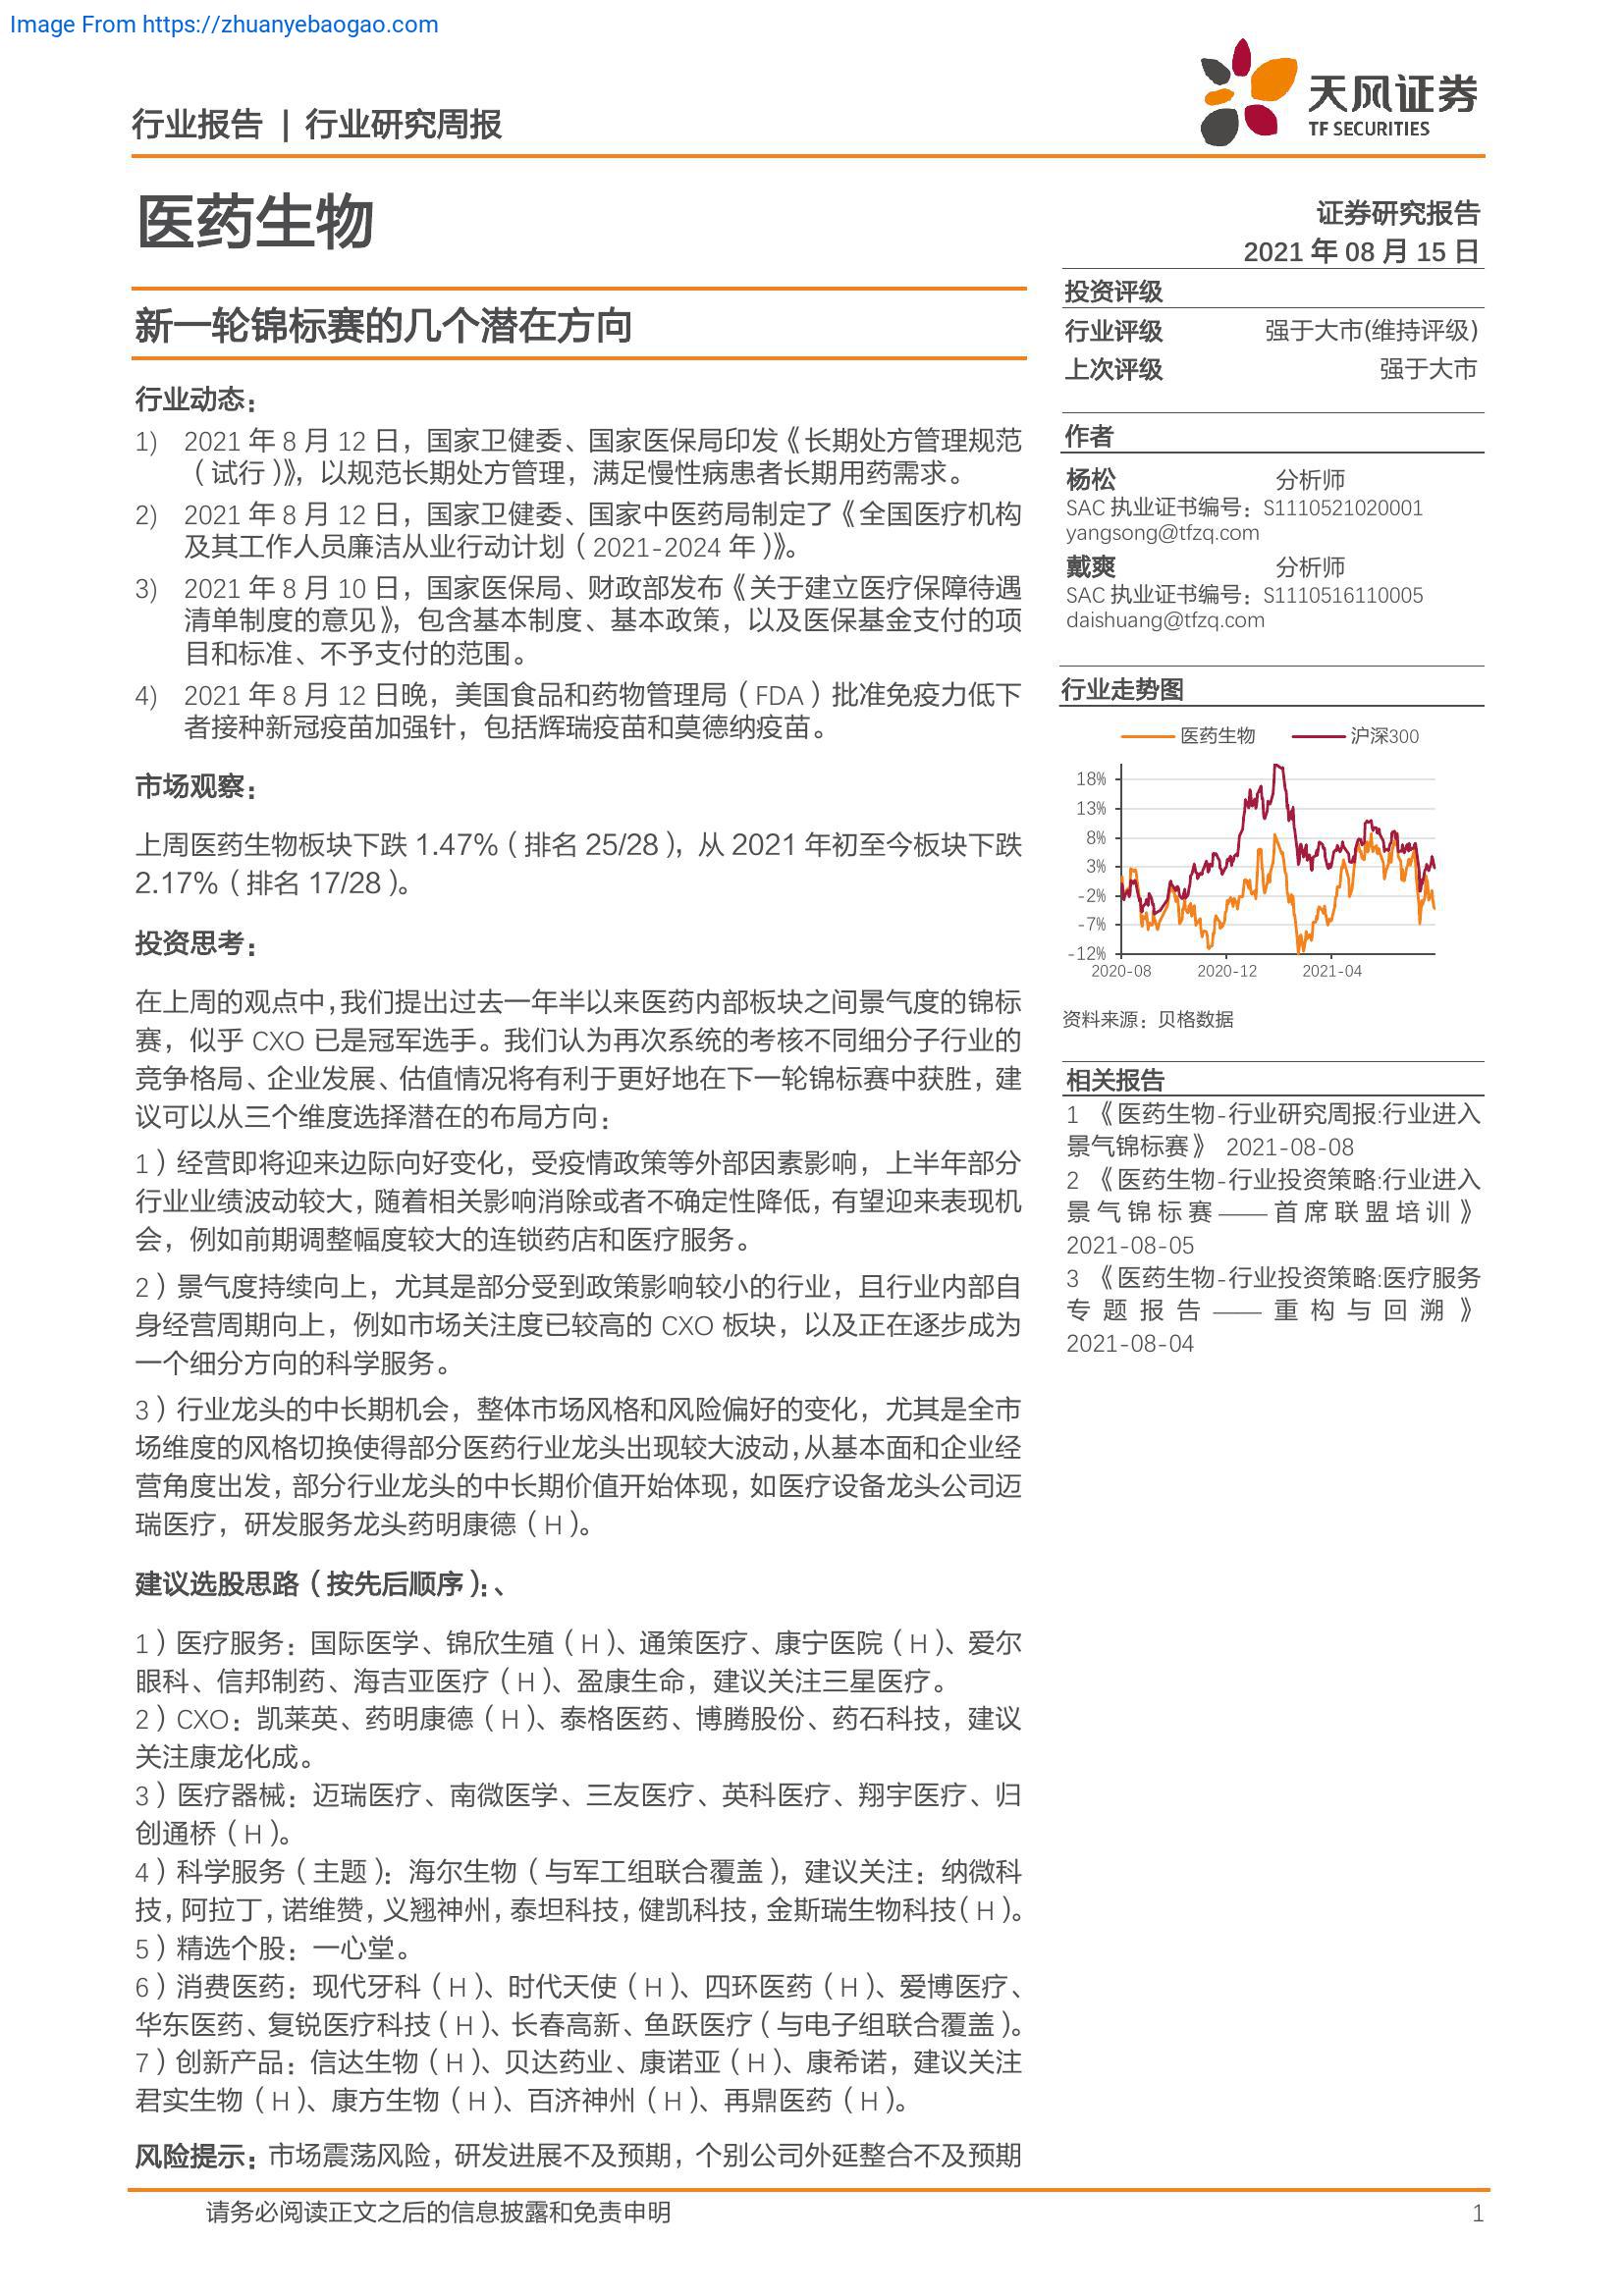 Image From https://zhuanyebaogao.com
天风证券
TF SECURITIES
行业报告 | 行业研究周报
医药生物
证券研究报告
2021 年 08 月 15 日
新一轮锦标赛的几个潜在方向
行业动态：
1) 2021 年 8 月 12 日，国家卫健委、国家医保局印发《长期处方管理规范
（试行）》，以规范长期处方管理，满足慢性病患者长期用药需求。
2) 2021 年 8 月 12 日，国家卫健委、国家中医药局制定了《全国医疗机构
及其工作人员廉洁从业行动计划（2021-2024 年）》。
3) 2021 年 8 月 10 日，国家医保局、财政部发布《关于建立医疗保障待遇
清单制度的意见》，包含基本制度、基本政策，以及医保基金支付的项
目和标准、不予支付的范围。
4) 2021 年 8 月 12 日晚，美国食品和药物管理局（FDA）批准免疫力低下
者接种新冠疫苗加强针，包括辉瑞疫苗和莫德纳疫苗。
市场观察：
上周医药生物板块下跌 1.47%（排名 25/28），从 2021 年初至今板块下跌
2.17%（排名 17/28）。
投资思考：
在上周的观点中，我们提出过去一年半以来医药内部板块之间景气度的锦标
赛，似乎 CXO 已是冠军选手。我们认为再次系统的考核不同细分子行业的
竞争格局、企业发展、估值情况将有利于更好地在下一轮锦标赛中获胜，建
议可以从三个维度选择潜在的布局方向：
1）经营即将迎来边际向好变化，受疫情政策等外部因素影响，上半年部分
行业业绩波动较大，随着相关影响消除或者不确定性降低，有望迎来表现机
会，例如前期调整幅度较大的连锁药店和医疗服务。
2）景气度持续向上，尤其是部分受到政策影响较小的行业，且行业内部自
身经营周期向上，例如市场关注度已较高的 CXO 板块，以及正在逐步成为
一个细分方向的科学服务。
3）行业龙头的中长期机会，整体市场风格和风险偏好的变化，尤其是全市
场维度的风格切换使得部分医药行业龙头出现较大波动，从基本面和企业经
营角度出发，部分行业龙头的中长期价值开始体现，如医疗设备龙头公司迈
瑞医疗，研发服务龙头药明康德（H）。
建议选股思路（按先后顺序）：、
1）医疗服务：国际医学、锦欣生殖（H）、通策医疗、康宁医院（H）、爱尔
眼科、信邦制药、海吉亚医疗（H）、盈康生命，建议关注三星医疗。
2）CXO：凯莱英、药明康德（H）、泰格医药、博腾股份、药石科技，建议
关注康龙化成。
3）医疗器械：迈瑞医疗、南微医学、三友医疗、英科医疗、翔宇医疗、归
创通桥（H）。
4）科学服务（主题）：海尔生物（与军工组联合覆盖），建议关注：纳微科
技，阿拉丁，诺维赞，义翘神州，泰坦科技，健凯科技，金斯瑞生物科技（H）。
5）精选个股：一心堂。
6）消费医药：现代牙科（H）、时代天使（H）、四环医药（H）、爱博医疗、
华东医药、复锐医疗科技（H）、长春高新、鱼跃医疗（与电子组联合覆盖）。
7）创新产品：信达生物（H）、贝达药业、康诺亚（H）、康希诺，建议关注
君实生物（H）、康方生物（H）、百济神州（H）、再鼎医药（H）。
风险提示：市场震荡风险，研发进展不及预期，个别公司外延整合不及预期
投资评级
行业评级 强于大市(维持评级)
上次评级 强于大市
作者
杨松 分析师
SAC 执业证书编号：S1110521020001
yangsong@tfzq.com
戴爽 分析师
SAC 执业证书编号：S1110516110005
daishuang@tfzq.com
行业走势图
医药生物 沪深300
18%
13%
8%
3%
-2%
-7%
-12%
2020-08 2020-12 2021-04
资料来源：贝格数据
相关报告
1 《医药生物-行业研究周报:行业进入
景气锦标赛》 2021-08-08
2 《医药生物-行业投资策略:行业进入
景气锦标赛——首席联盟培训》
2021-08-05
3 《医药生物-行业投资策略:医疗服务
专题报告——重构与回溯》
2021-08-04
请务必阅读正文之后的信息披露和免责申明 1